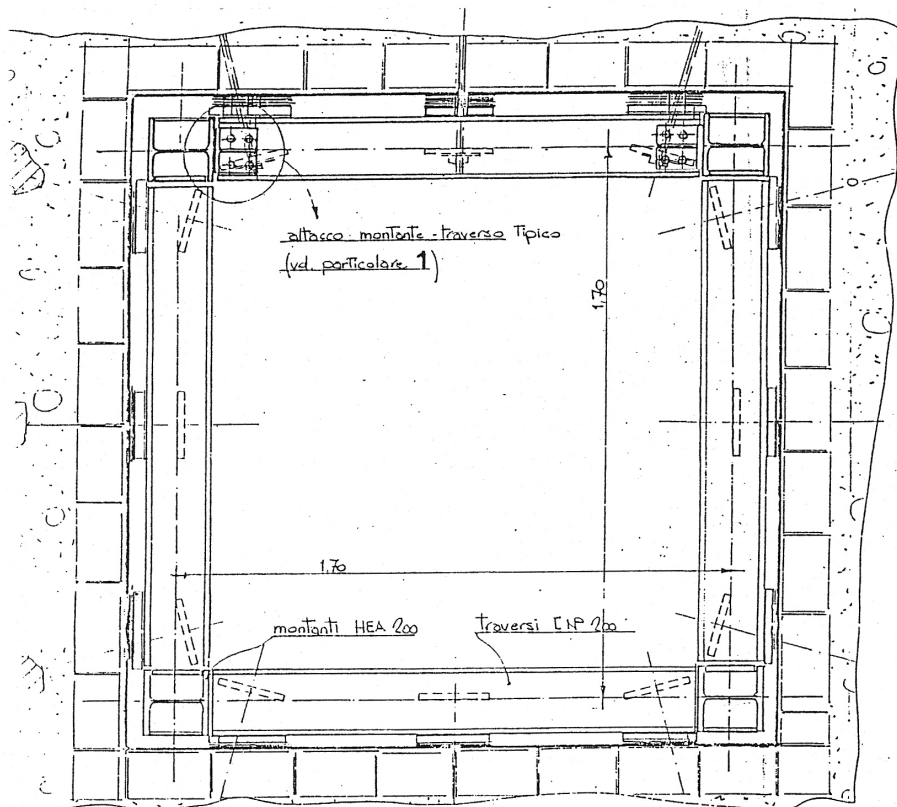 attacco montante-traverso Tipico
(vd. particolare 1)
1,70
1,70
montanti HEA 200
traversi UNP 200